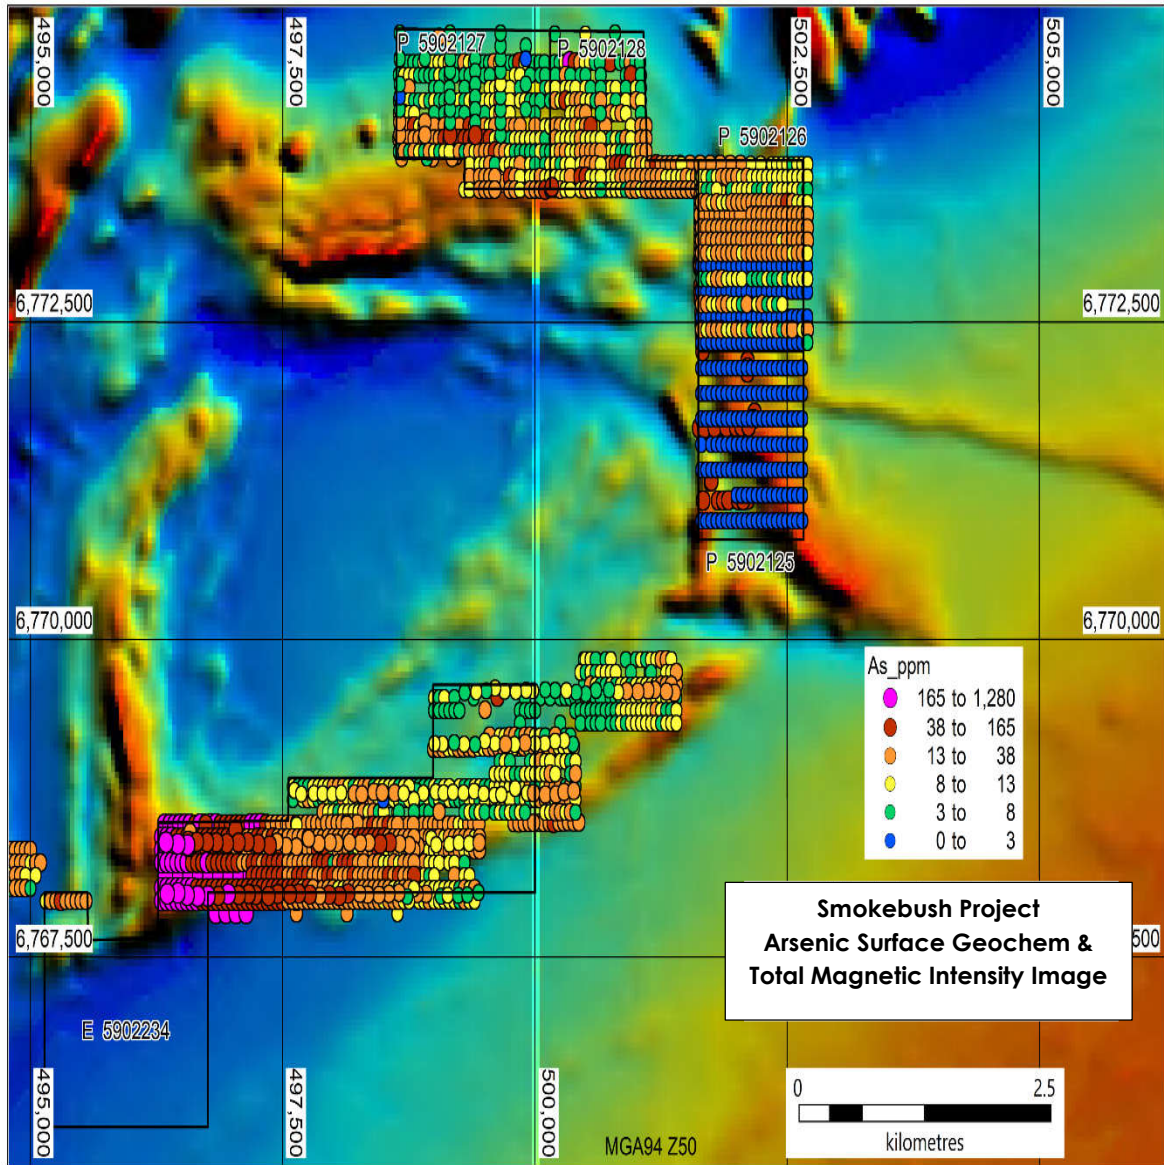 495,000
497,500
502,500
505,000
P 5902127
P 5902128
P 5902126
6,772,500
6,772,500
P 5902125
6,770,000
6,770,000
As_ppm
165 to 1,280
38 to 165
13 to 38
8 to 13
3 to 8
0 to 3
Smokebush Project
Arsenic Surface Geochem &
Total Magnetic Intensity Image
6,767,500
500
E 5902234
495,000
497,500
500,000
0 2.5
kilometres
MGA94 Z50